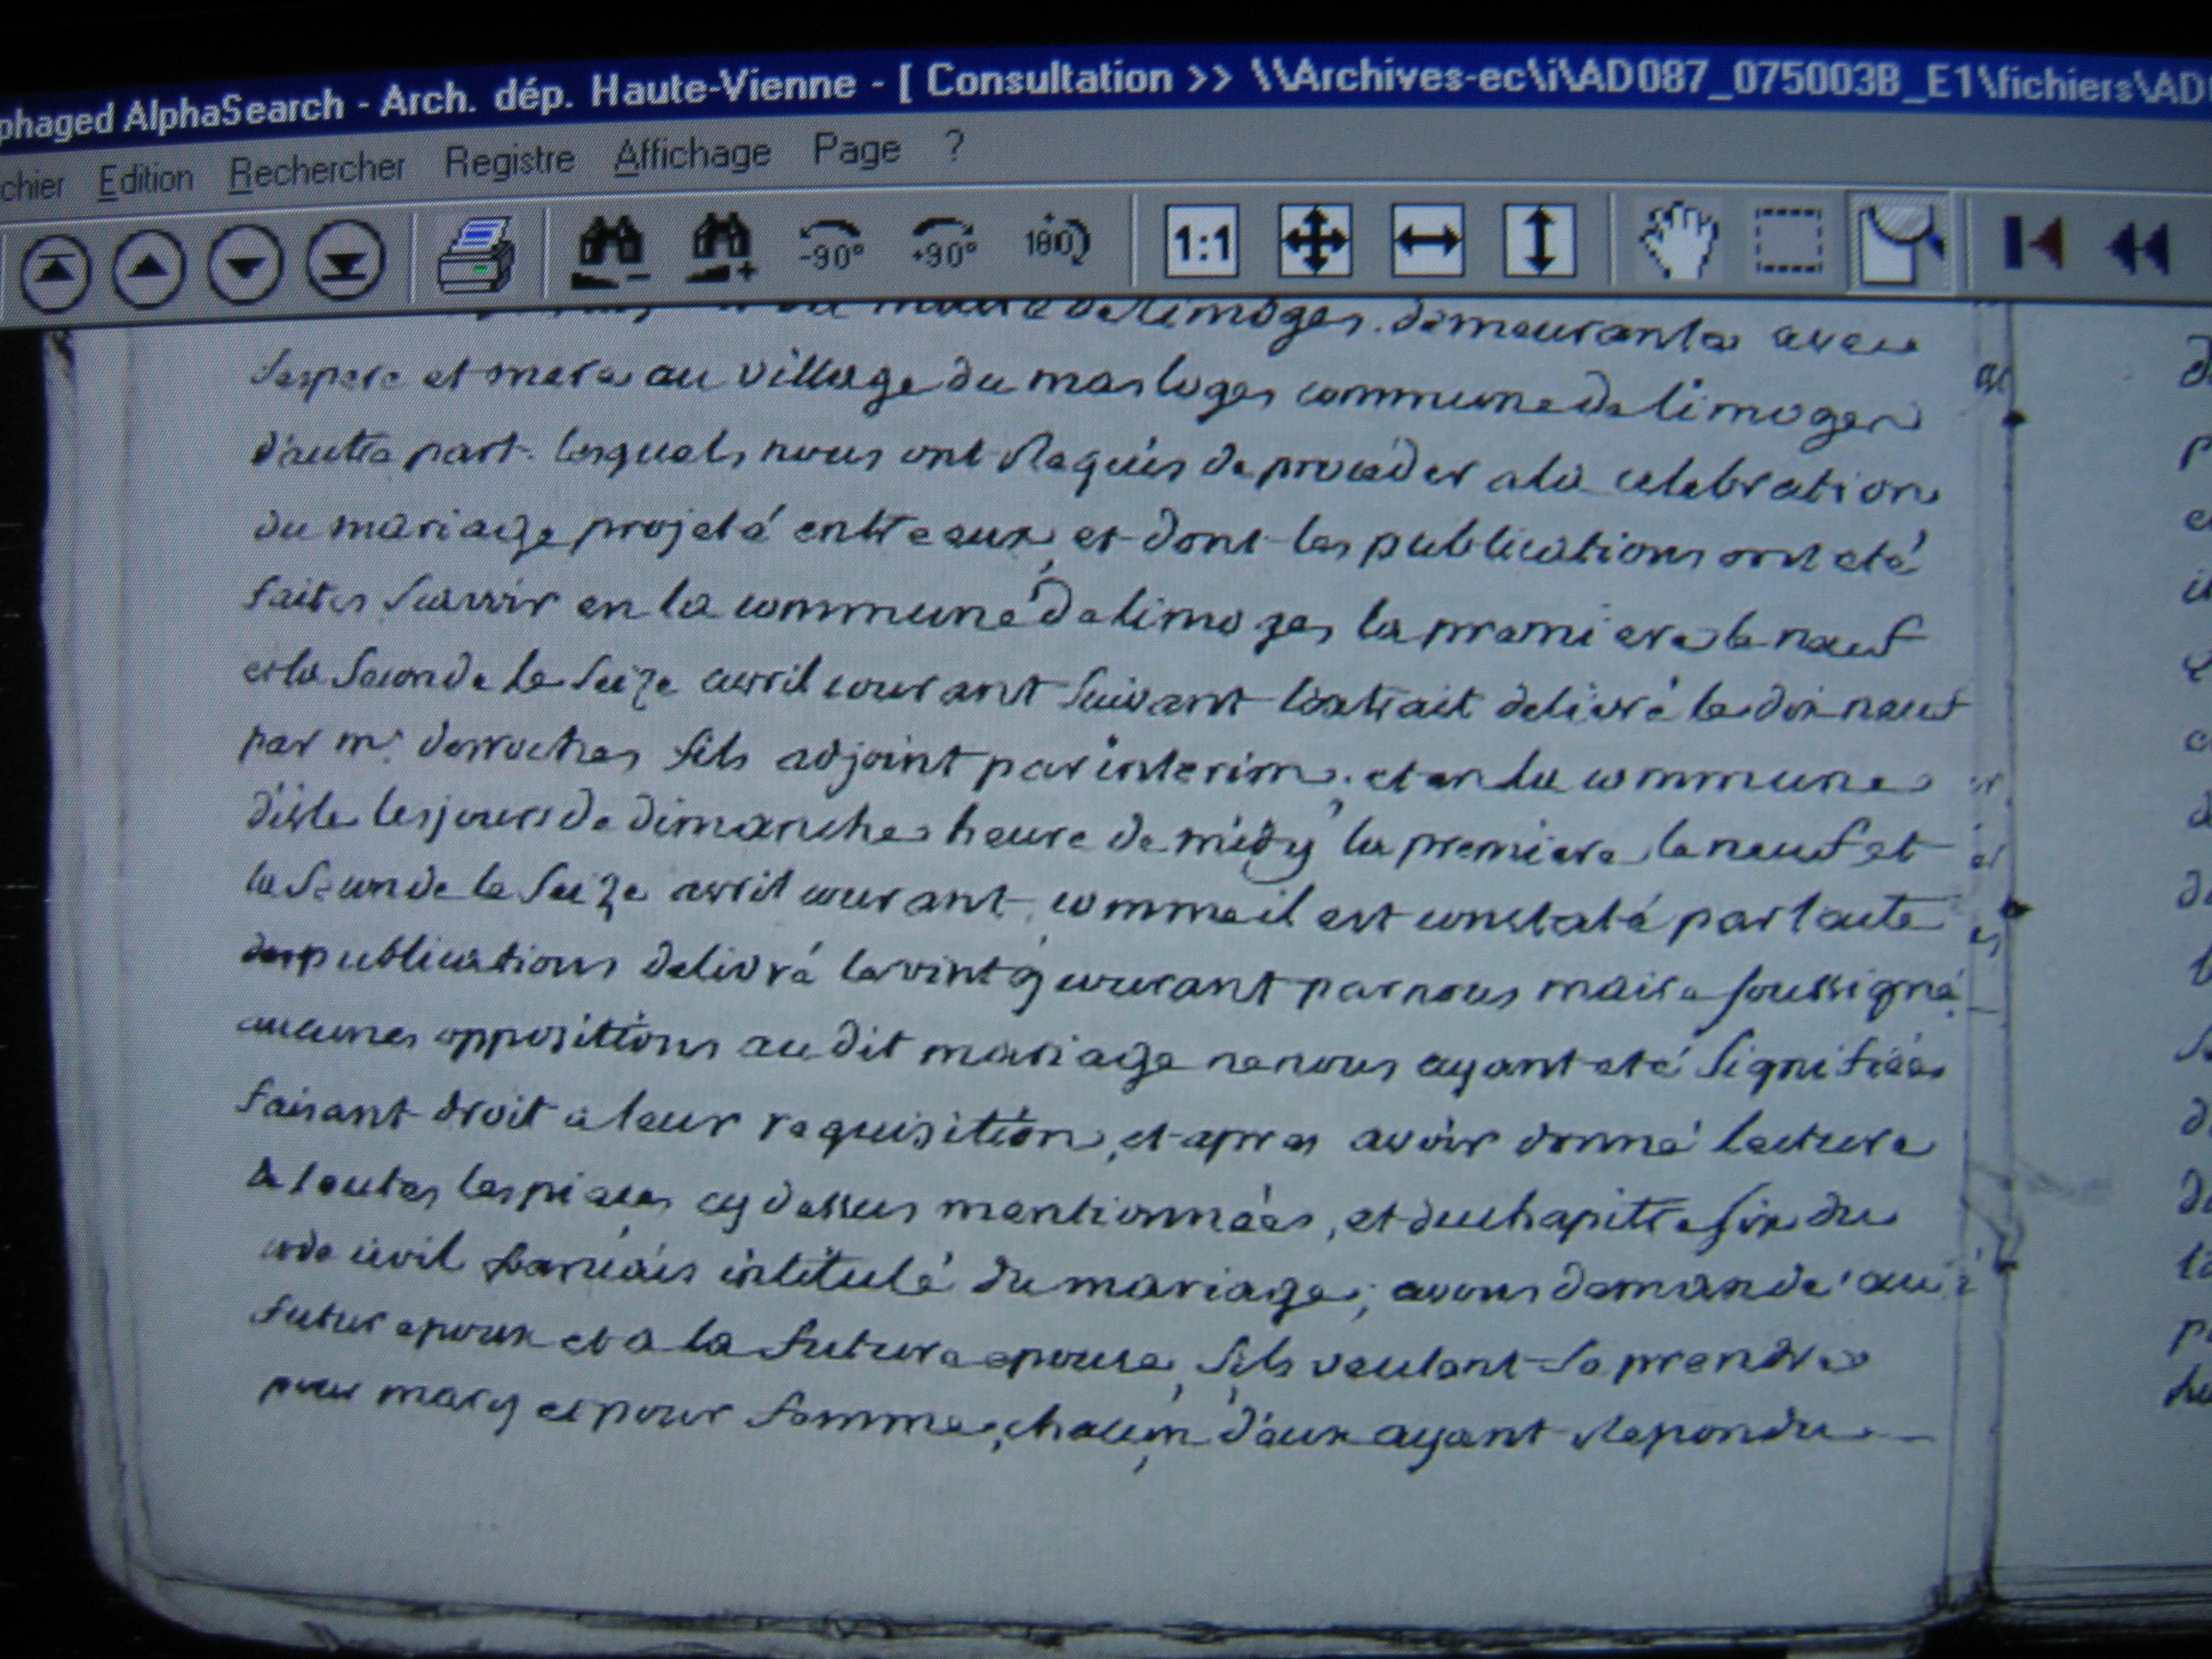 phaged AlphaSearch - Arch. dép. Haute-Vienne - [ Consultation >> \\Archives-ec\i\AD087_075003B_E1\fichiers\AD
chier Edition Rechercher Registre Affichage Page ?
-90° +90° 180 1:1
de limoges. demeurante avec
ses pere et mere au village du mas loges commune de limoges
d'autre part. lesquels nous ont Requis de proceder a la celebration
du mariage projeté entre eux, et dont les publications ont eté
faites scavoir en la commune de limoges, la premiere le neuf
et la seconde le seize avril courant suivant l'extrait delivré le dix neuf
par mr. desroches fils adjoint par interim. et en la commune
d'isle les jours de dimanche heure de midy la premiere le neuf et
la seconde le seize avril courant, comme il est constaté par l'acte
des publications delivré le vint q courant par nous maire soussigné
aucunes oppositions au dit mariage ne nous ayant eté signifiées
faisant droit a leur requisition, et apres avoir donné lecture
de toutes les pieces cy dessus mentionnées, et du chapitre six du
code civil francais intitulé du mariage, avons demandé au
futur epoux et a la future epouse, s'ils veulent se prendre
pour mary et pour femme, chacun d'eux ayant Repondu